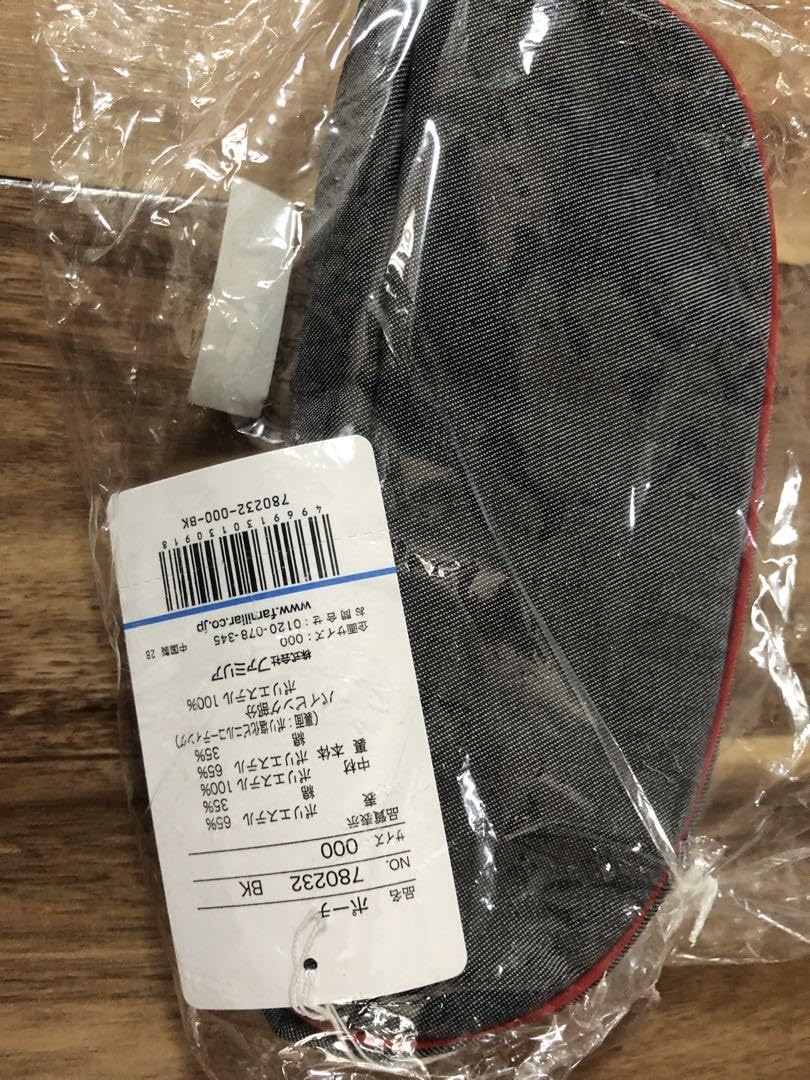 品名 ポーチ
NO. 780232 BK
サイズ 000
品質表示
表 ポリエステル 65%
綿 35%
中材 ポリエステル 100%
裏 本体 ポリエステル 65%
綿 35%
(裏面:ポリ塩化ビニルコーティング)
パイピング部分
ポリエステル 100%
株式会社ファミリア
企画サイズ:000 中国製 2B
お問合せ:0120-078-345
www.familiar.co.jp
4969130130918
780232-000-BK